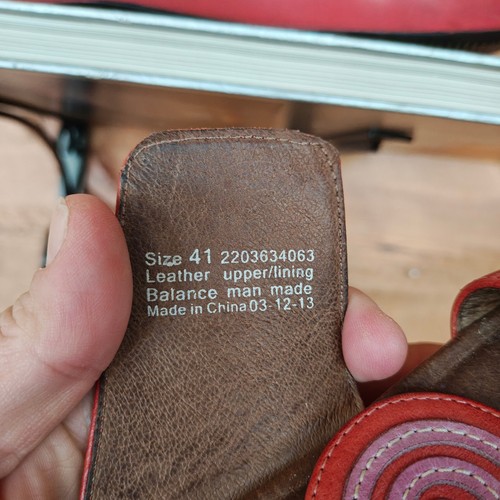 Size 41 2203634063
Leather upper/lining
Balance man made
Made in China 03-12-13